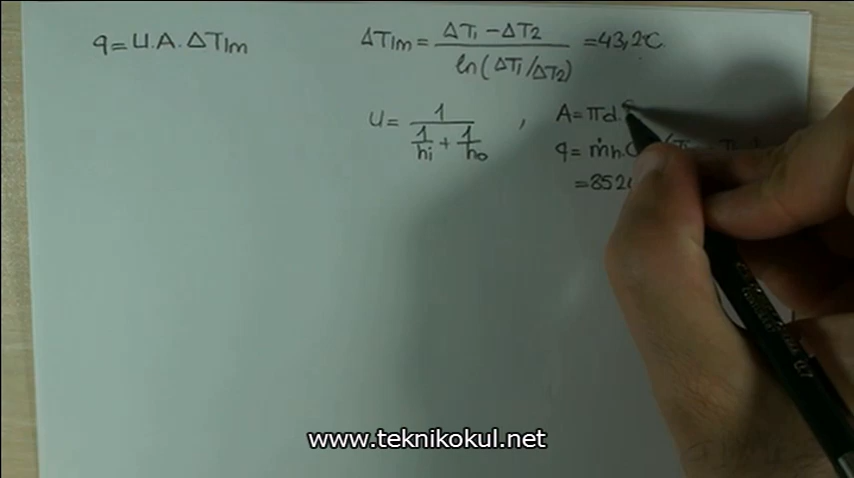 q = U.A. ΔTlm
ΔTlm = ΔT1 - ΔT2 / ln(ΔT1/ΔT2) = 43,2°C
U = 1 / (1/hi + 1/ho) , A = πd.
q = ṁh.C
= 852
www.teknikokul.net